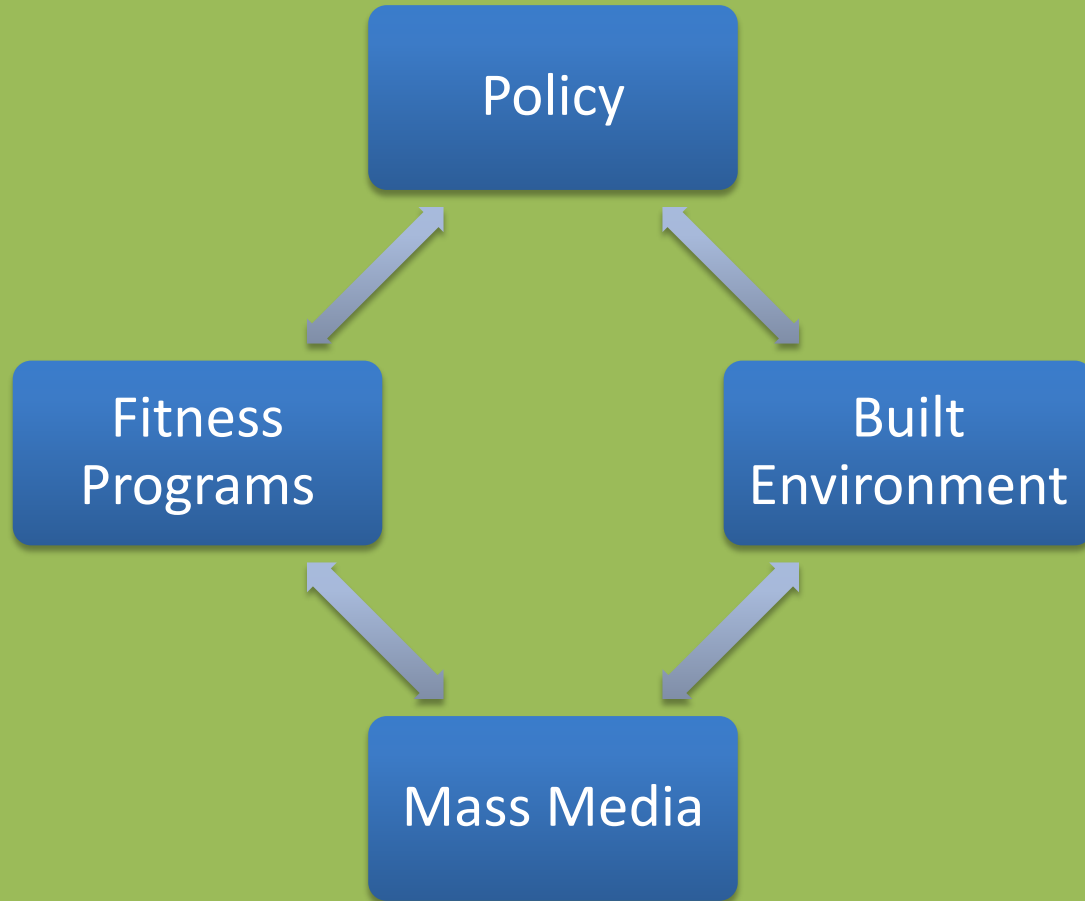 Policy
Fitness
Programs
Built
Environment
Mass Media